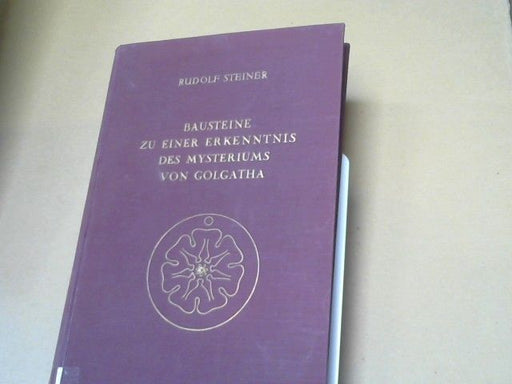 RUDOLF STEINER
BAUSTEINE
ZU EINER ERKENNTNIS
DES MYSTERIUMS
VON GOLGATHA